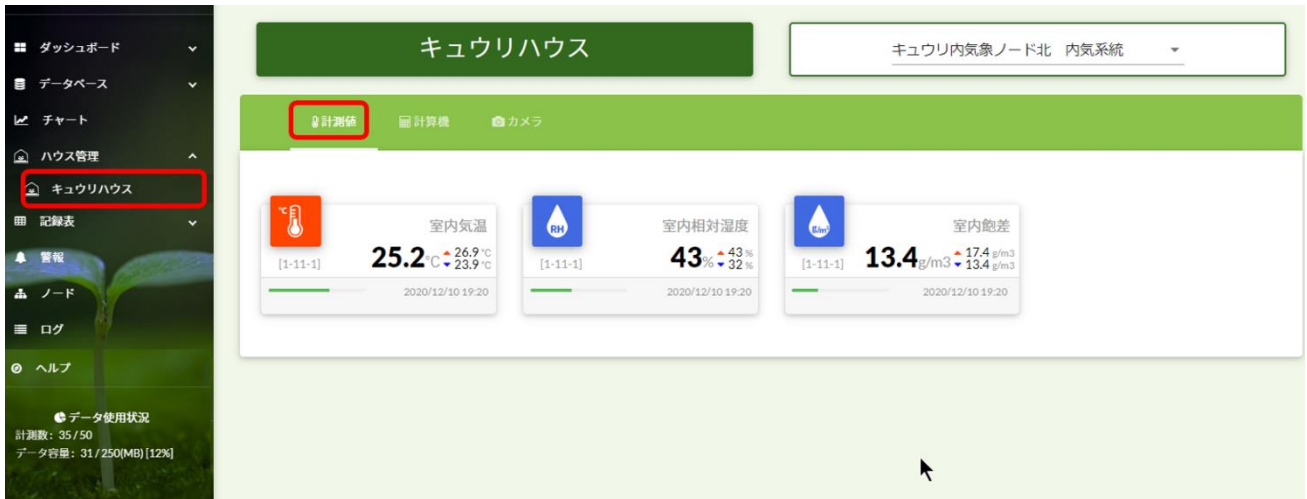 ダッシュボード
データベース
チャート
ハウス管理
キュウリハウス
記録表
警報
ノード
ログ
ヘルプ
データ使用状況
計測数: 35/50
データ容量: 31/250(MB) [12%]
キュウリハウス
キュウリ内気象ノード北 内気系統
計測値 計算機 カメラ
℃
室内気温
[1-11-1] 25.2℃ 26.9℃
23.9℃
2020/12/10 19:20
RH
室内相対湿度
[1-11-1] 43% 43%
32%
2020/12/10 19:20
g/m³
室内飽差
[1-11-1] 13.4g/m3 17.4 g/m3
13.4 g/m3
2020/12/10 19:20